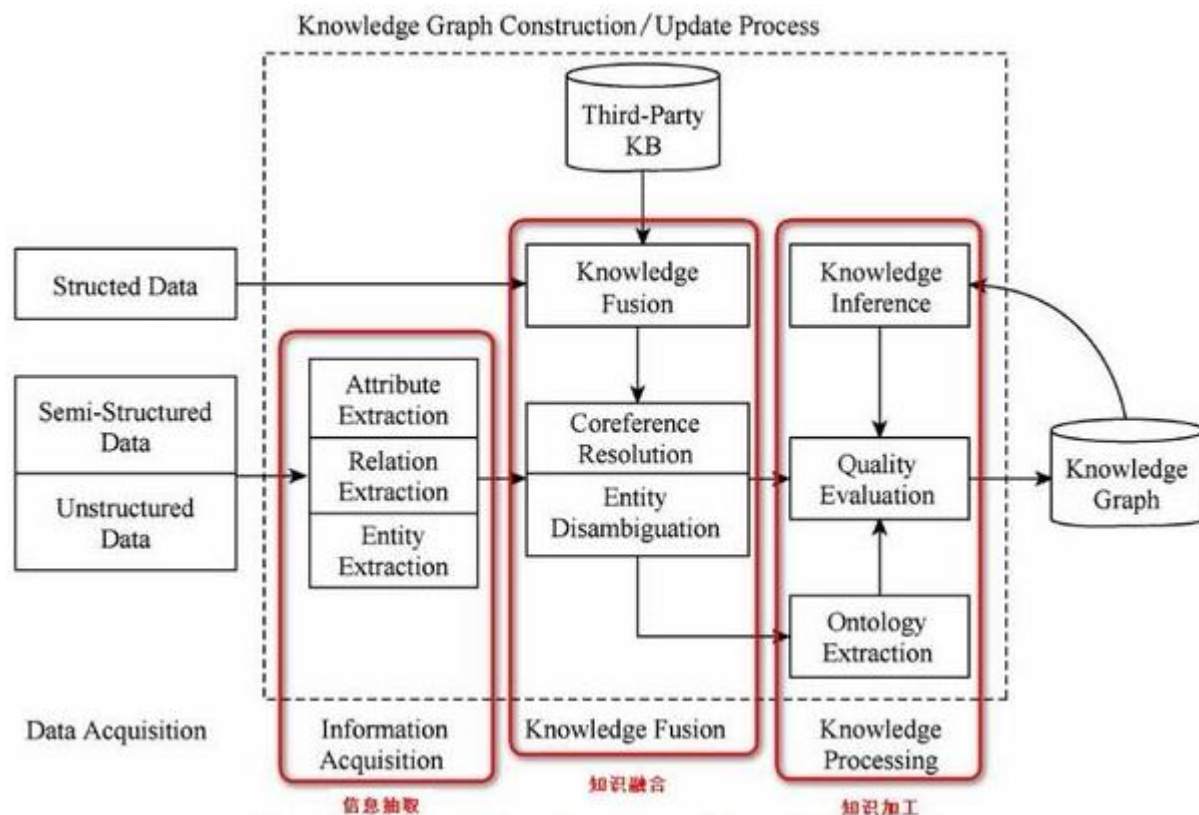 Knowledge Graph Construction/Update Process
Third-Party
KB
Structed Data
Knowledge
Fusion
Knowledge
Inference
Semi-Structured
Data
Unstructured
Data
Attribute
Extraction
Relation
Extraction
Entity
Extraction
Coreference
Resolution
Entity
Disambiguation
Quality
Evaluation
Ontology
Extraction
Knowledge
Graph
Data Acquisition
Information
Acquisition
Knowledge Fusion
Knowledge
Processing
信息抽取
知识融合
知识加工